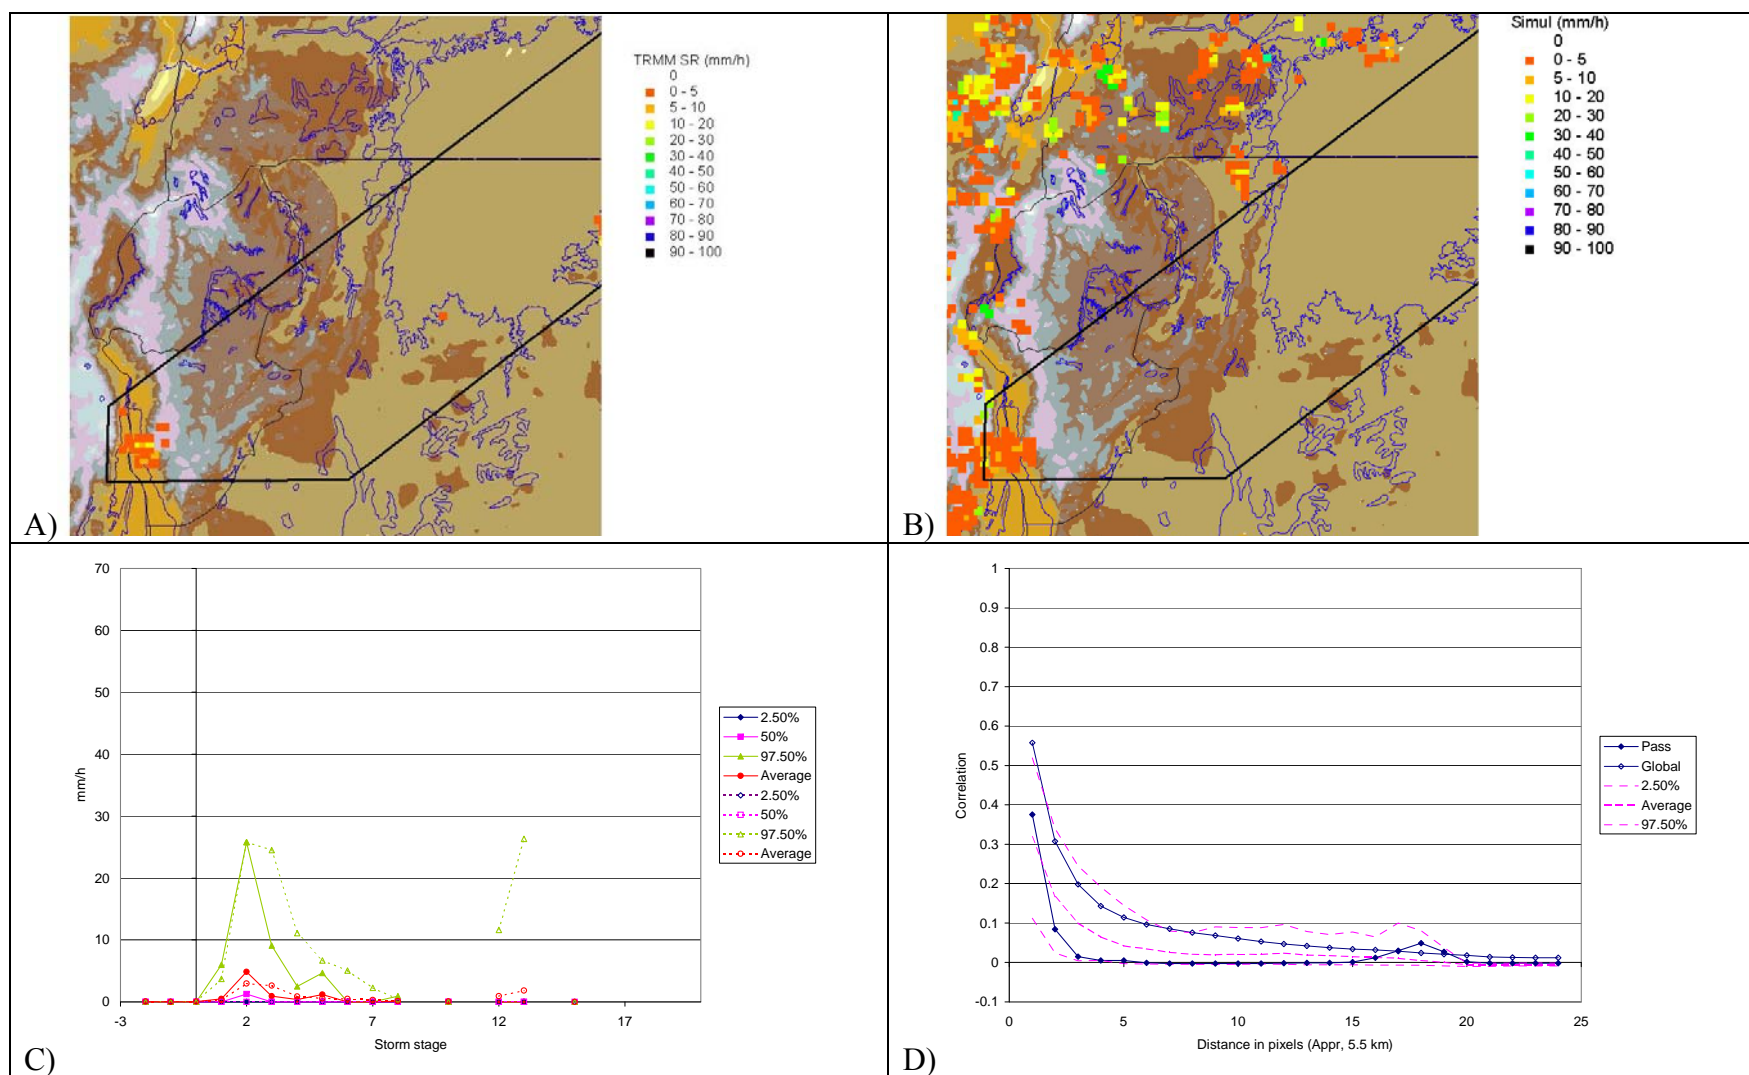 TRMM SR (mm/h)
0
0 - 5
5 - 10
10 - 20
20 - 30
30 - 40
40 - 50
50 - 60
60 - 70
70 - 80
80 - 90
90 - 100
A)
Simul (mm/h)
0
0 - 5
5 - 10
10 - 20
20 - 30
30 - 40
40 - 50
50 - 60
60 - 70
70 - 80
80 - 90
90 - 100
B)
70
60
50
40
30
20
10
0
mm/h
-3
2
7
12
17
Storm stage
2.50%
50%
97.50%
Average
2.50%
50%
97.50%
Average
C)
1
0.9
0.8
0.7
0.6
0.5
0.4
0.3
0.2
0.1
0
-0.1
Correlation
0
5
10
15
20
25
Distance in pixels (Appr, 5.5 km)
Pass
Global
2.50%
Average
97.50%
D)